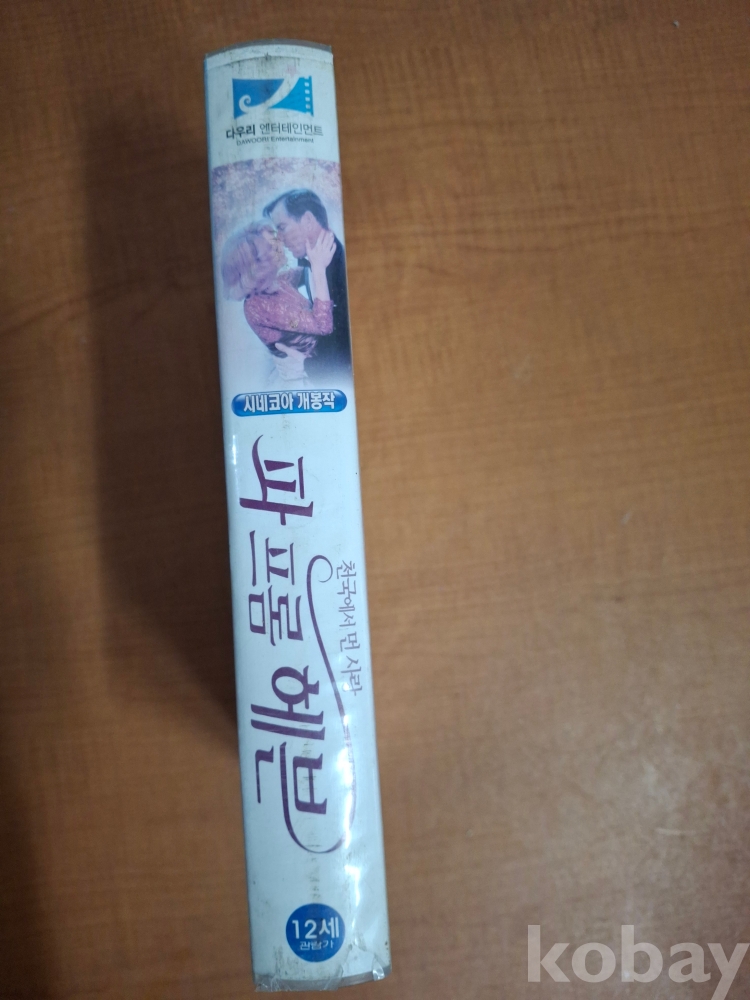 다우리 엔터테인먼트
DAWOORI Entertainment
시네코아 개봉작
파 프롬 헤븐
천국에서 먼 사랑
12세
관람가
kobay